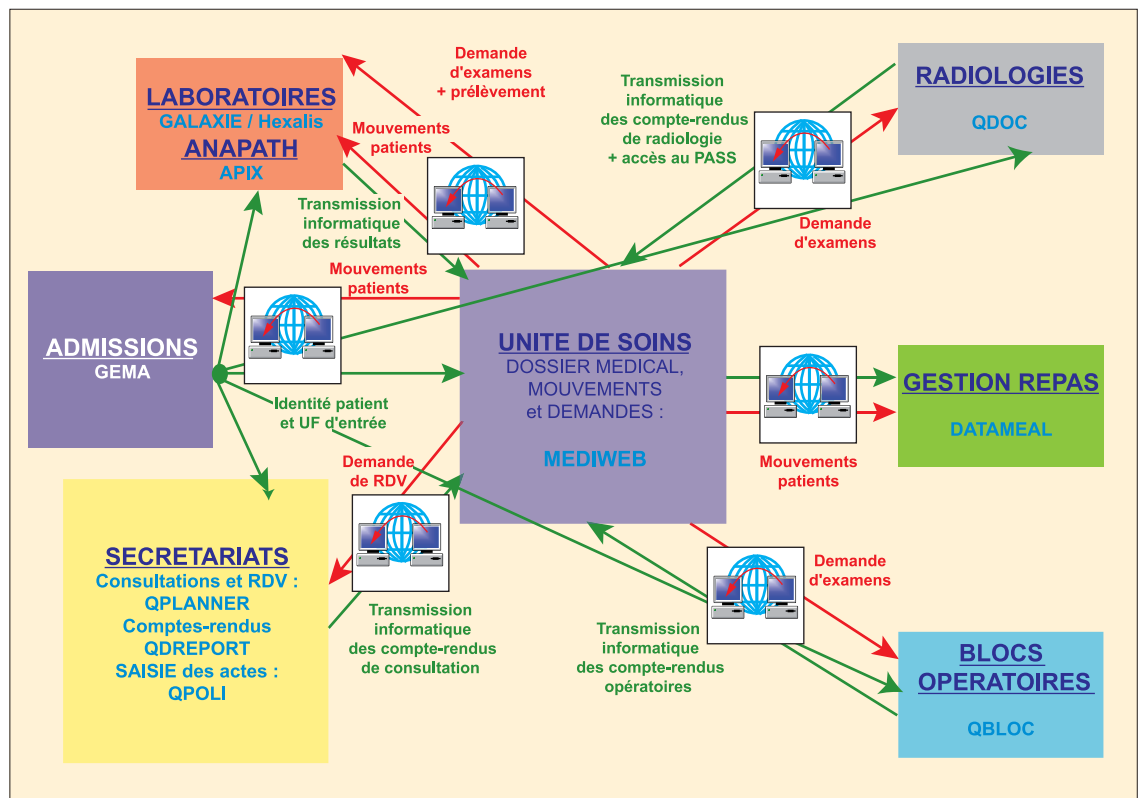 LABORATOIRES
GALAXIE / Hexalis
ANAPATH
APIX
Demande
d'examens
+ prélèvement
Mouvements
patients
Transmission
informatique
des compte-rendus
de radiologie
+ accès au PASS
RADIOLOGIES
QDOC
Demande
d'examens
Transmission
informatique
des résultats
Mouvements
patients
ADMISSIONS
GEMA
Identité patient
et UF d'entrée
UNITE DE SOINS
DOSSIER MEDICAL,
MOUVEMENTS
et DEMANDES :
MEDIWEB
GESTION REPAS
DATAMEAL
Mouvements
patients
Demande
de RDV
SECRETARIATS
Consultations et RDV :
QPLANNER
Comptes-rendus
QDREPORT
SAISIE des actes :
QPOLI
Transmission
informatique
des compte-rendus
de consultation
Transmission
informatique
des compte-rendus
opératoires
Demande
d'examens
BLOCS
OPERATOIRES
QBLOC